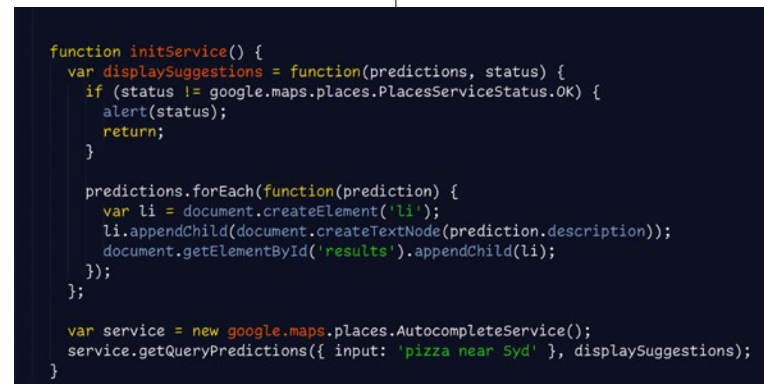 function initService() {
var displaySuggestions = function(predictions, status) {
if (status != google.maps.places.PlacesServiceStatus.OK) {
alert(status);
return;
}
predictions.forEach(function(prediction) {
var li = document.createElement('li');
li.appendChild(document.createTextNode(prediction.description));
document.getElementById('results').appendChild(li);
});
};
var service = new google.maps.places.AutocompleteService();
service.getQueryPredictions({ input: 'pizza near Syd' }, displaySuggestions);
}